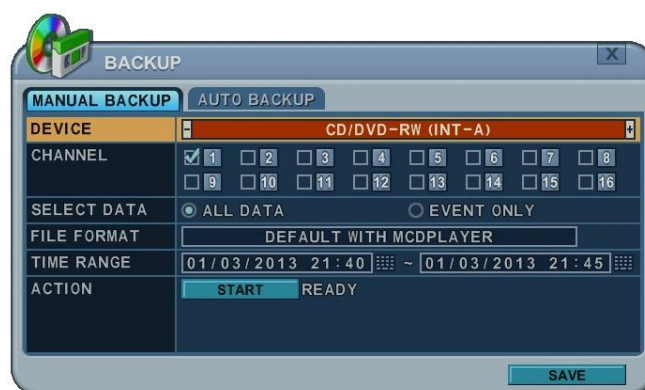 BACKUP X
MANUAL BACKUP AUTO BACKUP
DEVICE - CD/DVD-RW (INT-A) +
CHANNEL 1 2 3 4 5 6 7 8
9 10 11 12 13 14 15 16
SELECT DATA ALL DATA EVENT ONLY
FILE FORMAT DEFAULT WITH MCDPLAYER
TIME RANGE 01/03/2013 21:40 ~ 01/03/2013 21:45
ACTION START READY
SAVE